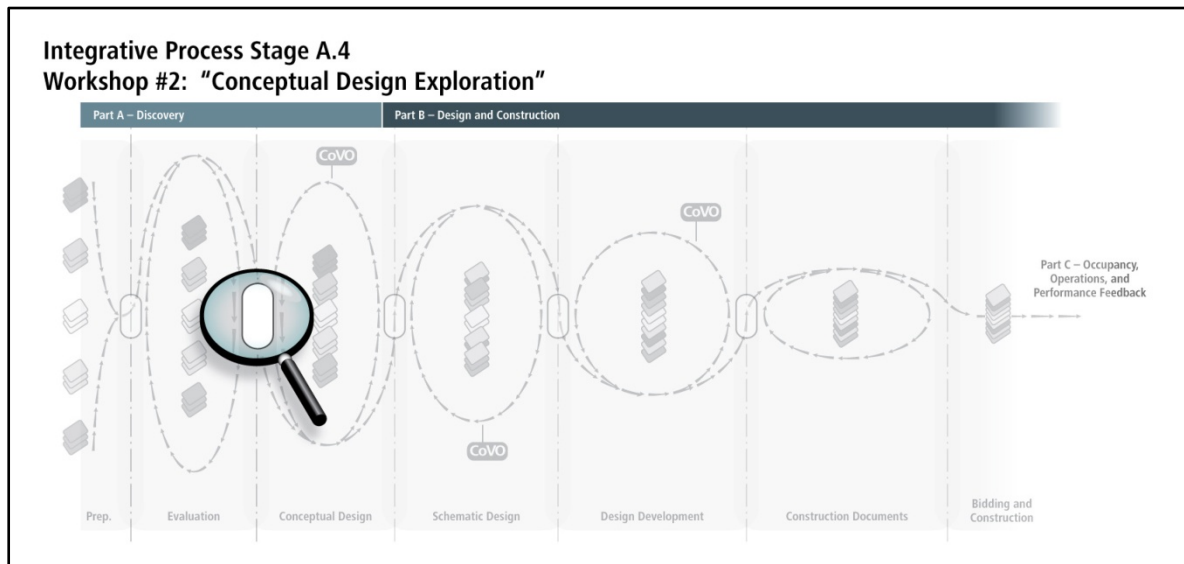 Integrative Process Stage A.4
Workshop #2:  “Conceptual Design Exploration”
Part A – Discovery
Part B – Design and Construction
CoVO
CoVO
Part C – Occupancy,
Operations, and
Performance Feedback
CoVO
Prep.
Evaluation
Conceptual Design
Schematic Design
Design Development
Construction Documents
Bidding and
Construction